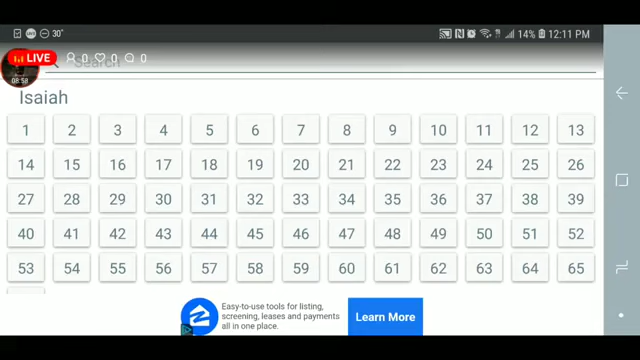 30°
14% 12:11 PM
LIVE 0 0 0
Search
08:58
Isaiah
1 2 3 4 5 6 7 8 9 10 11 12 13
14 15 16 17 18 19 20 21 22 23 24 25 26
27 28 29 30 31 32 33 34 35 36 37 38 39
40 41 42 43 44 45 46 47 48 49 50 51 52
53 54 55 56 57 58 59 60 61 62 63 64 65
Easy-to-use tools for listing,
screening, leases and payments
all in one place.
Learn More